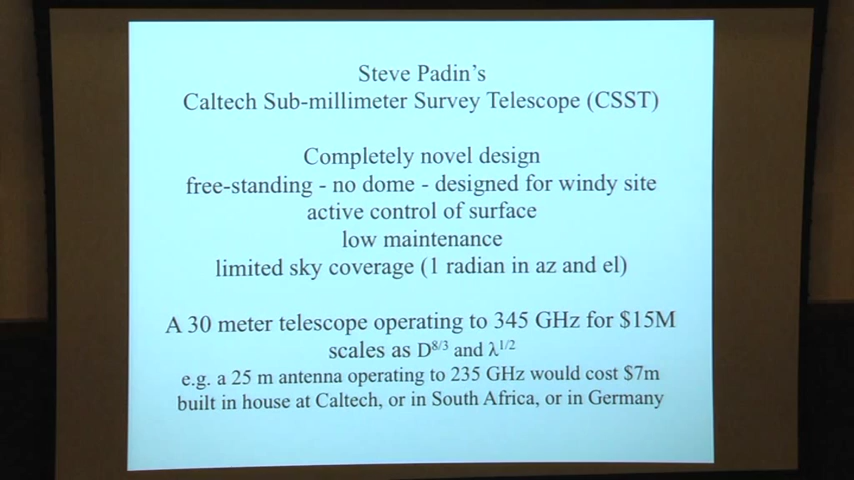 Steve Padin's
Caltech Sub-millimeter Survey Telescope (CSST)
Completely novel design
free-standing - no dome - designed for windy site
active control of surface
low maintenance
limited sky coverage (1 radian in az and el)
A 30 meter telescope operating to 345 GHz for $15M
scales as D^8/3 and λ^1/2
e.g. a 25 m antenna operating to 235 GHz would cost $7m
built in house at Caltech, or in South Africa, or in Germany